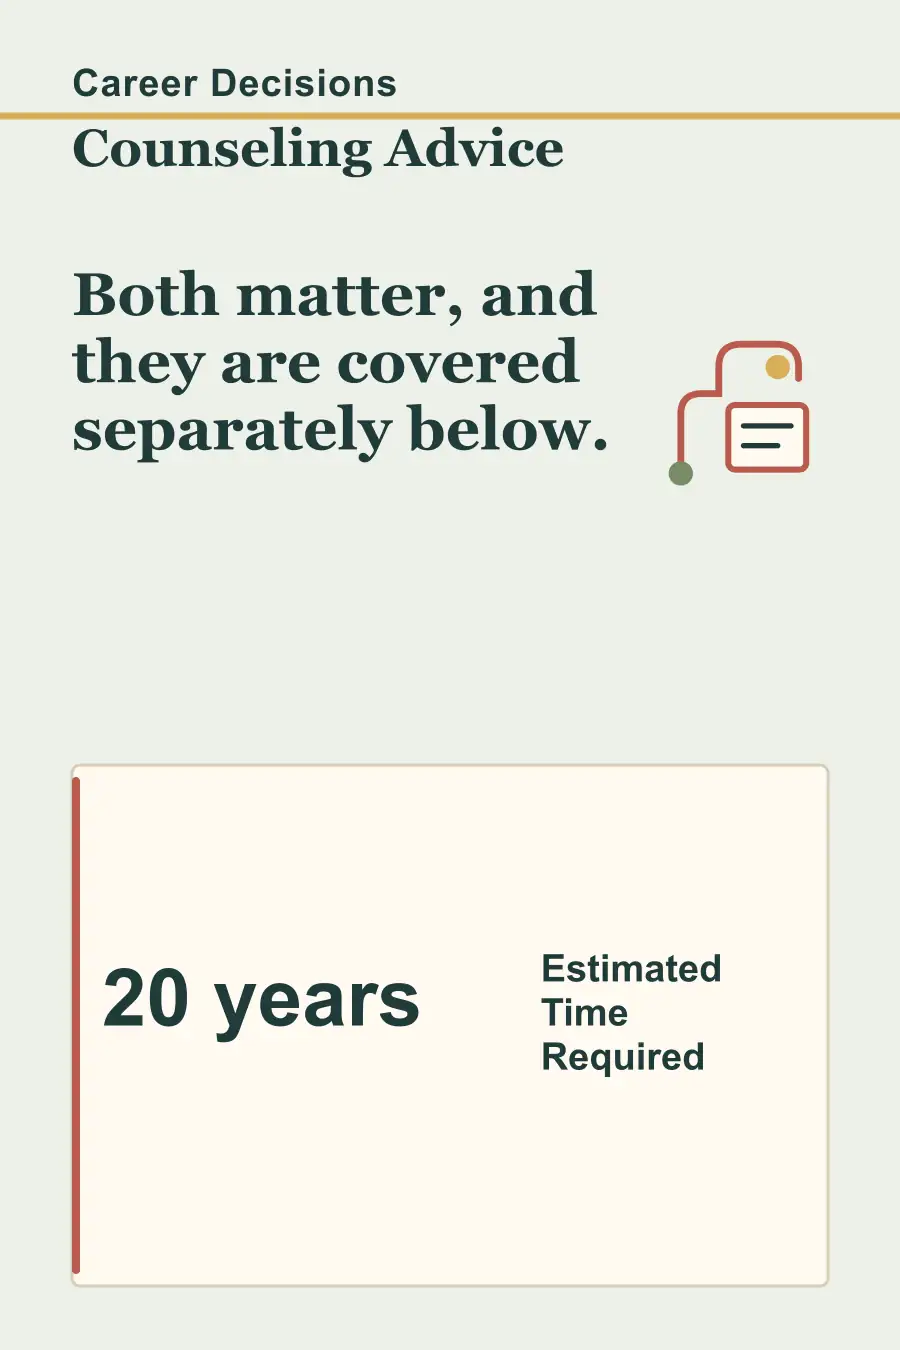 Career Decisions
Counseling Advice
Both matter, and
they are covered
separately below.
20 years
Estimated
Time
Required